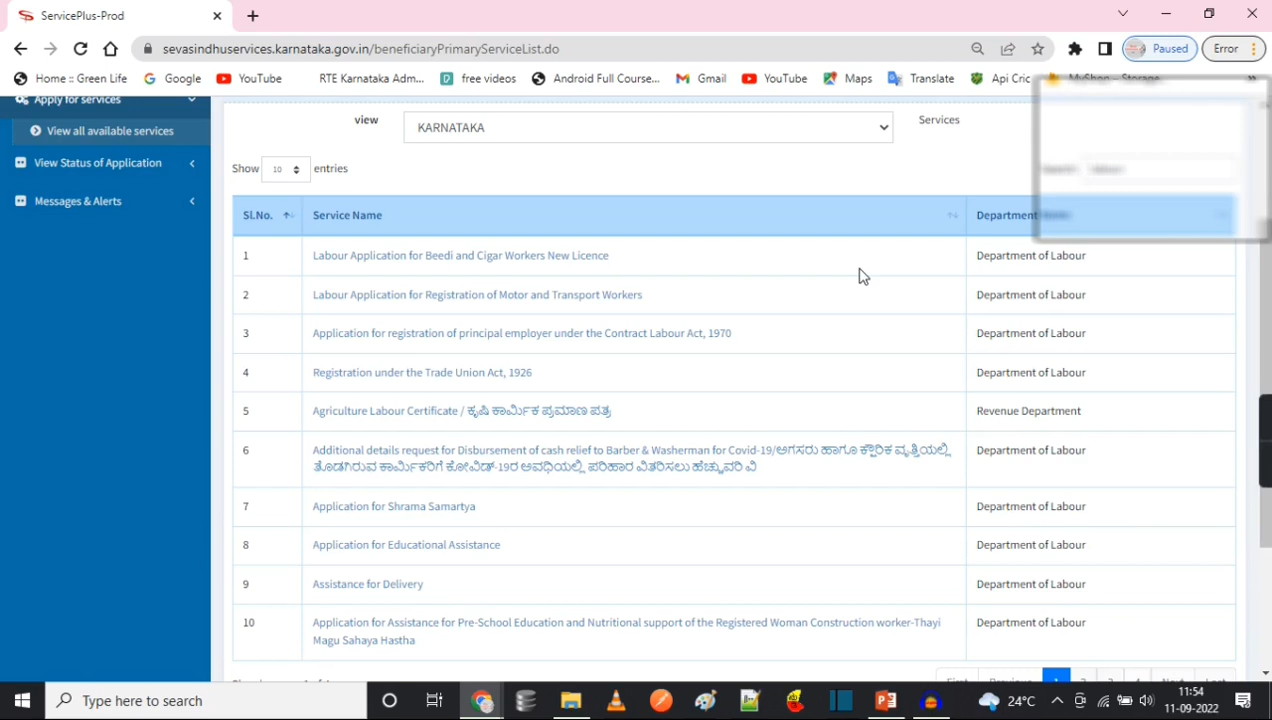 ServicePlus-Prod
sevasindhuservices.karnataka.gov.in/beneficiaryPrimaryServiceList.do
Paused
Error
Home :: Green Life
Google
YouTube
RTE Karnataka Adm...
free videos
Android Full Course...
Gmail
YouTube
Maps
Translate
Api Cric
MyShop – Storage...
Apply for services
View all available services
View Status of Application
Messages & Alerts
view KARNATAKA Services
Show 10 entries
Sl.No. Service Name Department
1 Labour Application for Beedi and Cigar Workers New Licence Department of Labour
2 Labour Application for Registration of Motor and Transport Workers Department of Labour
3 Application for registration of principal employer under the Contract Labour Act, 1970 Department of Labour
4 Registration under the Trade Union Act, 1926 Department of Labour
5 Agriculture Labour Certificate / ಕೃಷಿ ಕಾರ್ಮಿಕ ಪ್ರಮಾಣ ಪತ್ರ Revenue Department
6 Additional details request for Disbursement of cash relief to Barber & Washerman for Covid-19/ಅಗಸರು ಹಾಗೂ ಕ್ಷೌರಿಕ ವೃತ್ತಿಯಲ್ಲಿ Department of Labour
ತೊಡಗಿರುವ ಕಾರ್ಮಿಕರಿಗೆ ಕೋವಿಡ್-19ರ ಅವಧಿಯಲ್ಲಿ ಪರಿಹಾರ ವಿತರಿಸಲು ಹೆಚ್ಚುವರಿ ವಿ
7 Application for Shrama Samartya Department of Labour
8 Application for Educational Assistance Department of Labour
9 Assistance for Delivery Department of Labour
10 Application for Assistance for Pre-School Education and Nutritional support of the Registered Woman Construction worker-Thayi Department of Labour
Magu Sahaya Hastha
Type here to search
24°C
11:54
11-09-2022